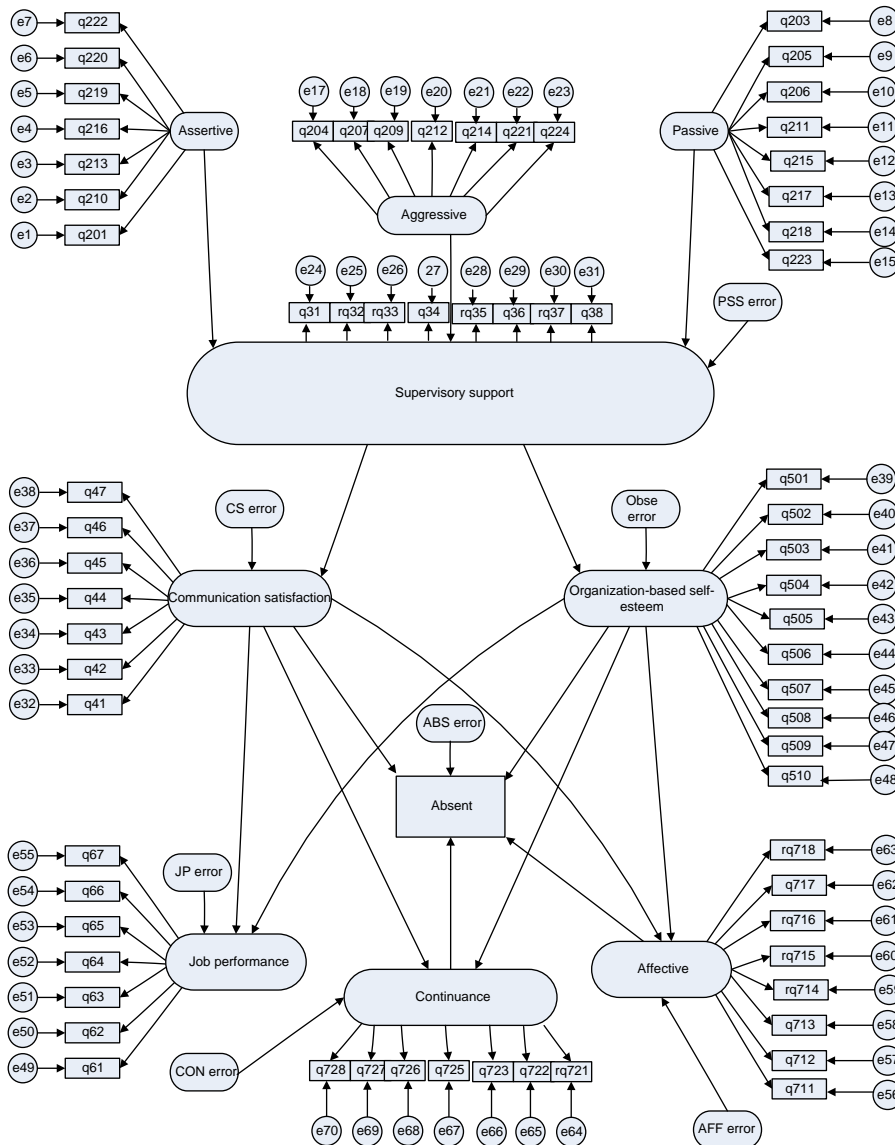 e7
q222
e6
q220
e5
q219
e4
q216
e3
q213
e2
q210
e1
q201
Assertive
e17
e18
e19
e20
e21
e22
e23
q204
q207
q209
q212
q214
q221
q224
Aggressive
q203
e8
q205
e9
q206
e10
q211
e11
q215
e12
q217
e13
q218
e14
q223
e15
Passive
e24
e25
e26
27
e28
e29
e30
e31
q31
rq32
rq33
q34
rq35
q36
rq37
q38
PSS error
Supervisory support
e38
q47
e37
q46
e36
q45
e35
q44
e34
q43
e33
q42
e32
q41
CS error
Communication satisfaction
Obse
error
Organization-based self-
esteem
q501
e39
q502
e40
q503
e41
q504
e42
q505
e43
q506
e44
q507
e45
q508
e46
q509
e47
q510
e48
ABS error
Absent
e55
q67
e54
q66
e53
q65
e52
q64
e51
q63
e50
q62
e49
q61
JP error
Job performance
Continuance
CON error
q728
q727
q726
q725
q723
q722
rq721
e70
e69
e68
e67
e66
e65
e64
Affective
rq718
e63
q717
e62
rq716
e61
rq715
e60
rq714
e59
q713
e58
q712
e57
q711
e56
AFF error